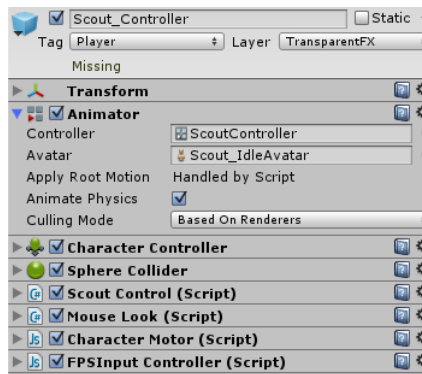 Scout_Controller Static
Tag Player Layer TransparentFX
Missing
Transform
Animator
Controller ScoutController
Avatar Scout_IdleAvatar
Apply Root Motion Handled by Script
Animate Physics
Culling Mode Based On Renderers
Character Controller
Sphere Collider
C# Scout Control (Script)
C# Mouse Look (Script)
Js Character Motor (Script)
Js FPSInput Controller (Script)